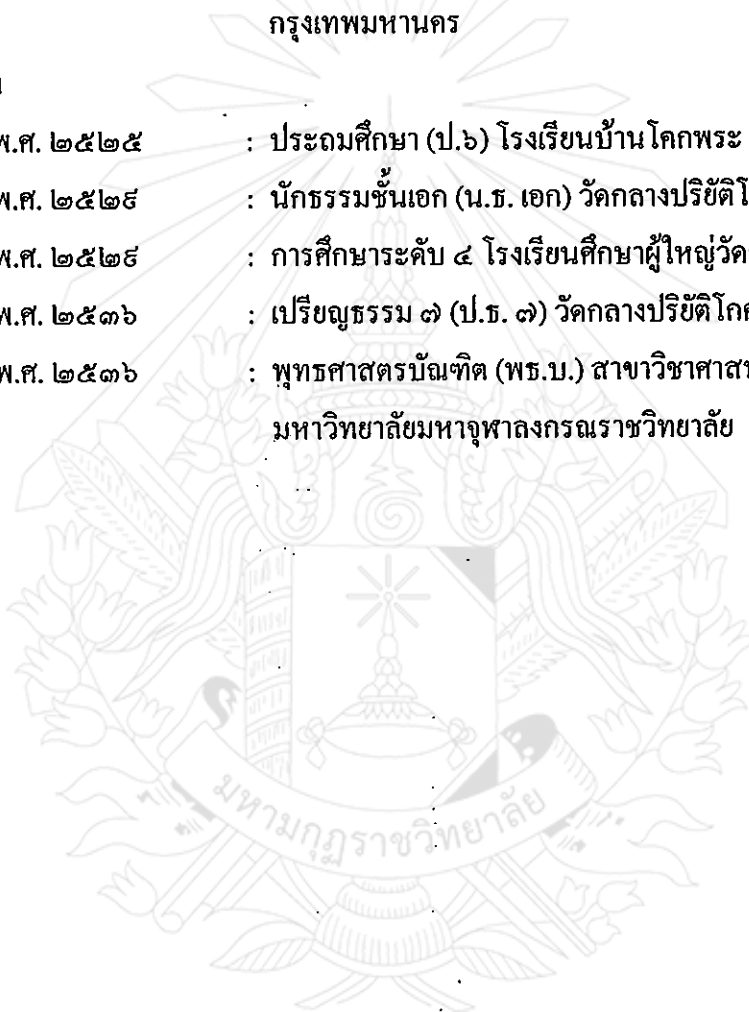 กรุงเทพมหานคร
พ.ศ. ๒๕๒๕ : ประถมศึกษา (ป.๖) โรงเรียนบ้านโคกพระ
พ.ศ. ๒๕๒๙ : นักธรรมชั้นเอก (น.ธ. เอก) วัดกลางปริยัติโ
พ.ศ. ๒๕๒๙ : การศึกษาระดับ ๔ โรงเรียนศึกษาผู้ใหญ่วัด
พ.ศ. ๒๕๓๖ : เปรียญธรรม ๗ (ป.ธ. ๗) วัดกลางปริยัติโก
พ.ศ. ๒๕๓๖ : พุทธศาสตรบัณฑิต (พธ.บ.) สาขาวิชาศาส
มหาวิทยาลัยมหาจุฬาลงกรณราชวิทยาลัย
มหามกุฏราชวิทยาลัย